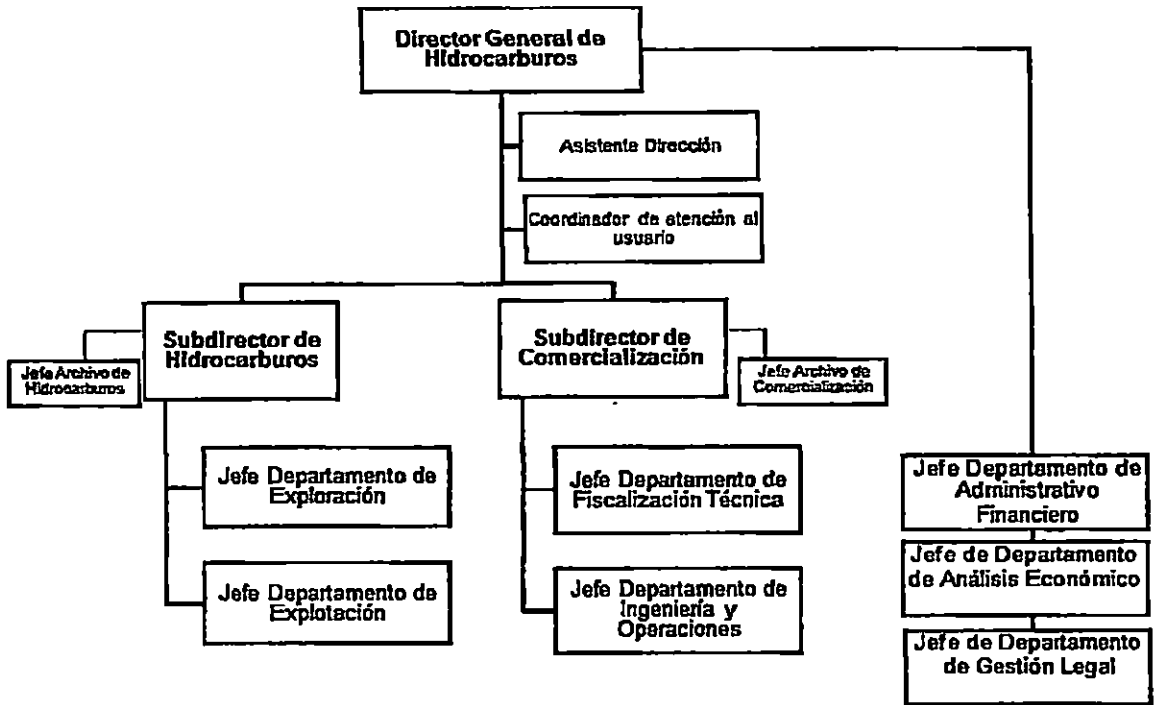 Director General de
Hidrocarburos
Asistente Dirección
Coordinador de atención al
usuario
Subdirector de
Hidrocarburos
Subdirector de
Comercialización
Jefe Archivo de
Hidrocarburos
Jefe Archivo de
Comercialización
Jefe Departamento de
Exploración
Jefe Departamento de
Fiscalización Técnica
Jefe Departamento de
Administrativo
Financiero
Jefe de Departamento
de Análisis Económico
Jefe Departamento de
Explotación
Jefe Departamento de
Ingeniería y
Operaciones
Jefe de Departamento
de Gestión Legal